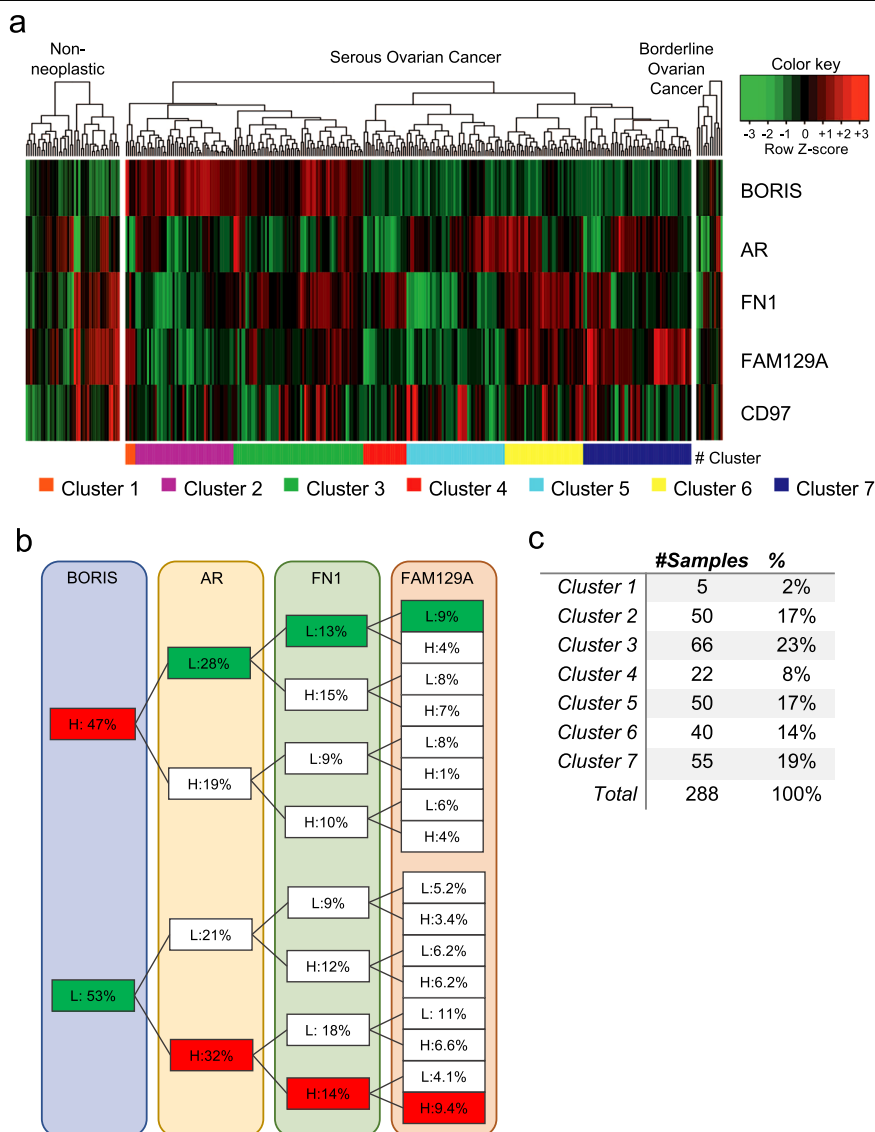 a
Non-
neoplastic
Serous Ovarian Cancer
Borderline
Ovarian
Cancer
Color key
-3 -2 -1 0 +1 +2 +3
Row Z-score
BORIS
AR
FN1
FAM129A
CD97
# Cluster
Cluster 1 Cluster 2 Cluster 3 Cluster 4 Cluster 5 Cluster 6 Cluster 7
b
BORIS AR FN1 FAM129A
H: 47%
L: 53%
L:28%
H:19%
L:21%
H:32%
L:13%
H:15%
L:9%
H:10%
L:9%
H:12%
L: 18%
H:14%
L:9%
H:4%
L:8%
H:7%
L:8%
H:1%
L:6%
H:4%
L:5.2%
H:3.4%
L:6.2%
H:6.2%
L: 11%
H:6.6%
L:4.1%
H:9.4%
c
#Samples %
Cluster 1 5 2%
Cluster 2 50 17%
Cluster 3 66 23%
Cluster 4 22 8%
Cluster 5 50 17%
Cluster 6 40 14%
Cluster 7 55 19%
Total 288 100%